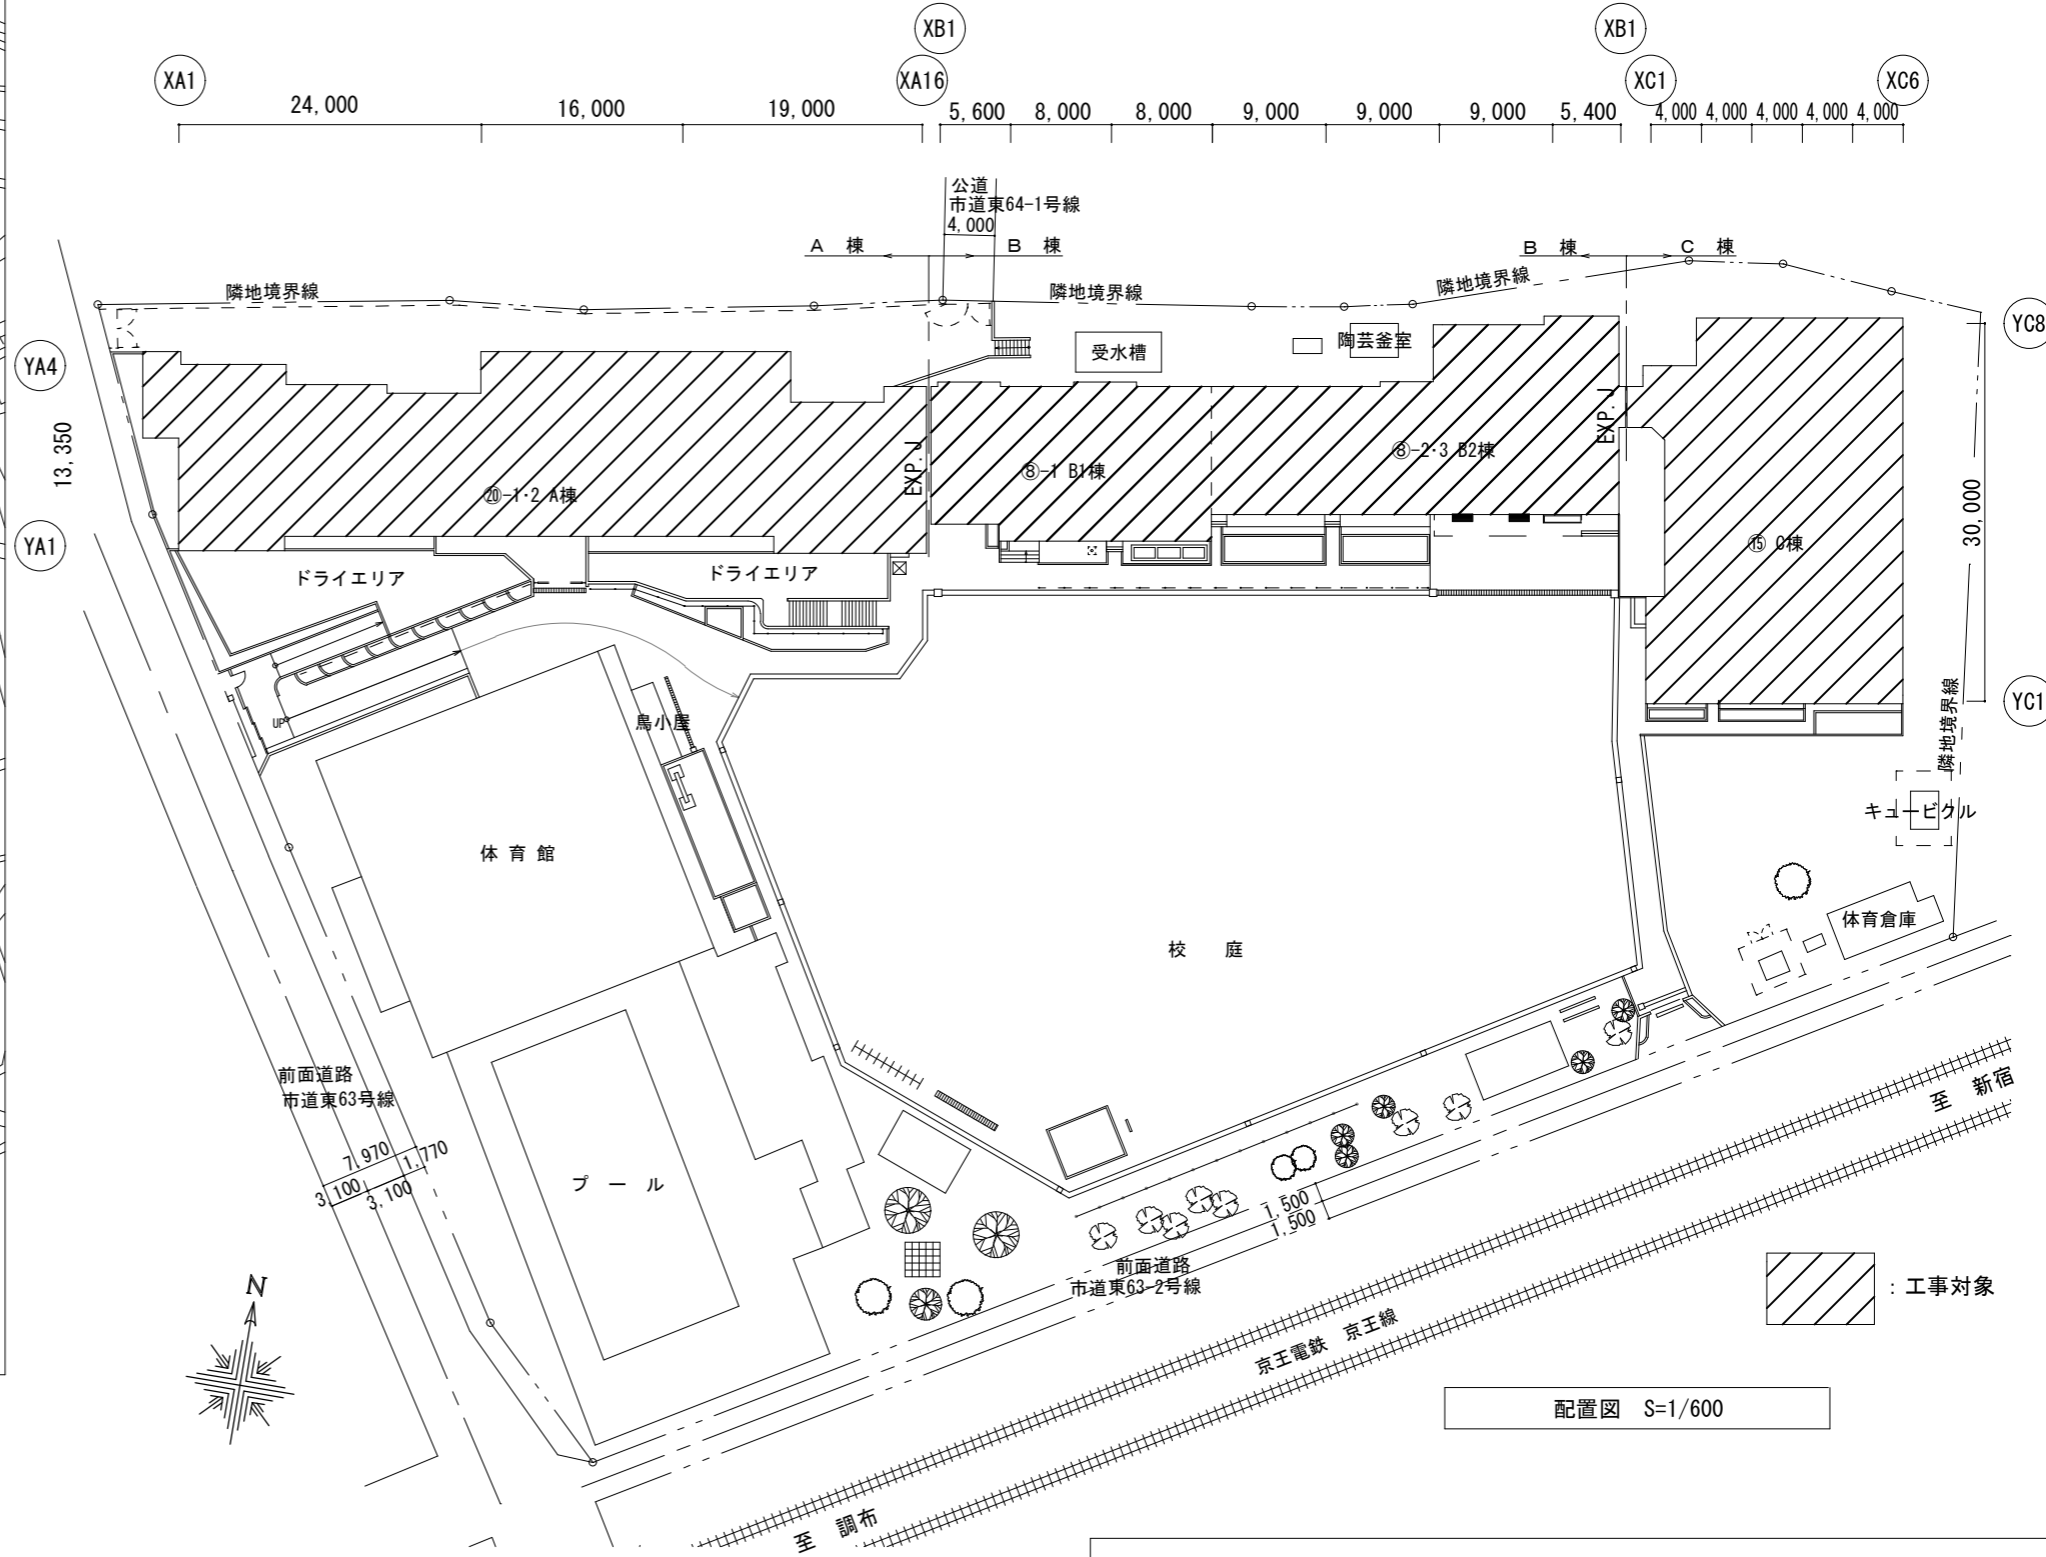 XB1
XB1
XA1
XA16
XC1
XC6
24,000
16,000
19,000
5,600
8,000
8,000
9,000
9,000
9,000
5,400
4,000
4,000
4,000
4,000
4,000
公道
市道東64-1号線
4,000
A 棟
B 棟
B 棟
C 棟
隣地境界線
隣地境界線
隣地境界線
YC8
YA4
受水槽
陶芸釜室
13,350
EXP.J
EXP.J
⑧-2・3 B2棟
⑧-1 B1棟
⑳-1・2 A棟
YA1
⑮ C棟
30,000
ドライエリア
ドライエリア
YC1
隣地境界線
UP
鳥小屋
キュービクル
体 育 館
体育倉庫
校 庭
前面道路
市道東63号線
7,970
1,770
3,100
3,100
プ ー ル
1,500
1,500
前面道路
市道東63-2号線
至 新宿
N
:工事対象
京王電鉄 京王線
配置図 S=1/600
至 調布